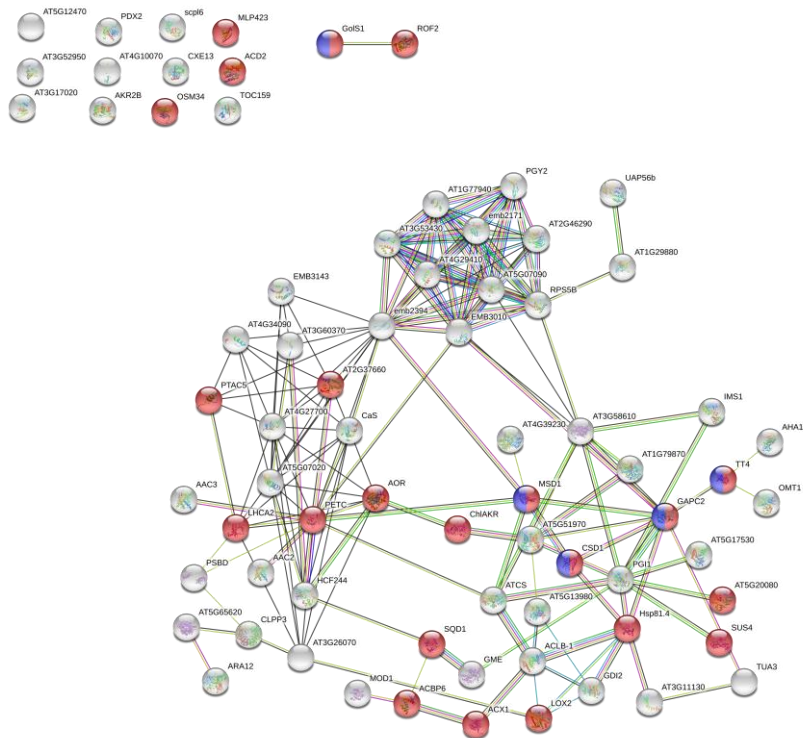 AT5G12470
PDX2
scpl6
MLP423
AT3G52950
AT4G10070
CXE13
ACD2
AT3G17020
AKR2B
OSM34
TOC159
GolS1
ROF2
PGY2
AT1G77940
UAP56b
emb2171
AT3G53430
AT2G46290
AT4G29410
AT5G07090
AT1G29880
EMB3143
RPS5B
emb2394
EMB3010
AT4G34090
AT3G60370
AT2G37660
PTAC5
IMS1
AT4G27700
CaS
AT4G39230
AT3G58610
AHA1
AT1G79870
TT4
AT5G07020
AAC3
AOR
MSD1
OMT1
GAPC2
LHCA2
PETC
ChlAKR
AT5G51970
CSD1
AT5G17530
PSBD
AAC2
HCF244
PGI1
ATCS
AT5G13980
AT5G20080
AT5G65620
CLPP3
Hsp81.4
SUS4
SQD1
AT3G26070
GME
ACLB-1
ARA12
GDI2
TUA3
MOD1
ACBP6
AT3G11130
ACX1
LOX2